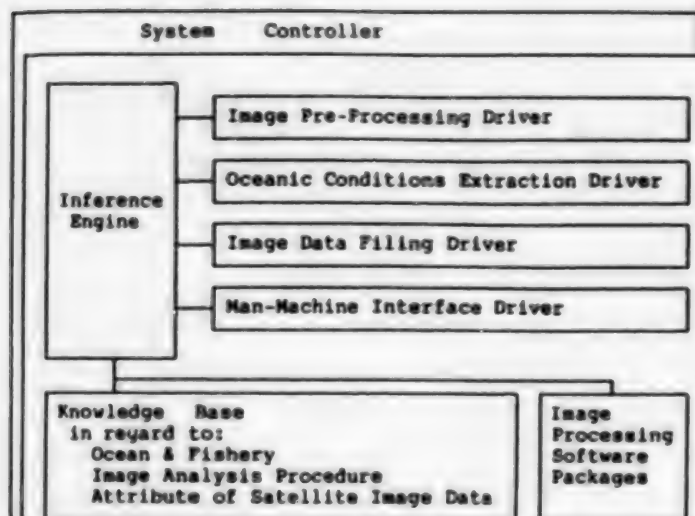 System Controller
Image Pre-Processing Driver
Oceanic Conditions Extraction Driver
Inference
Engine
Image Data Filing Driver
Man-Machine Interface Driver
Knowledge Base
in regard to:
Ocean & Fishery
Image Analysis Procedure
Attribute of Satellite Image Data
Image
Processing
Software
Packages